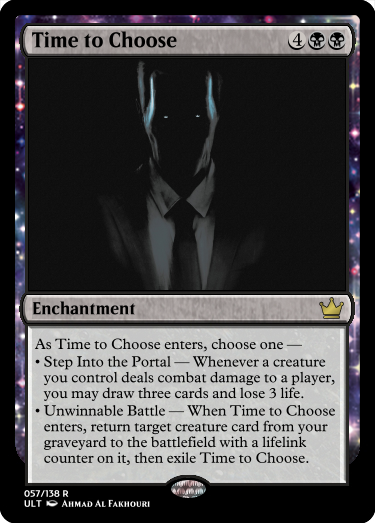 Time to Choose 4
Enchantment
As Time to Choose enters, choose one —
• Step Into the Portal — Whenever a creature
you control deals combat damage to a player,
you may draw three cards and lose 3 life.
• Unwinnable Battle — When Time to Choose
enters, return target creature card from your
graveyard to the battlefield with a lifelink
counter on it, then exile Time to Choose.
057/138 R
ULT Ahmad Al Fakhouri